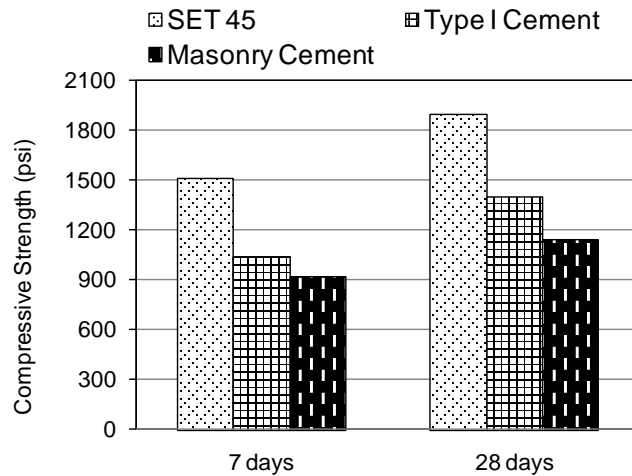 SET 45 Type I Cement
Masonry Cement
2100
1800
1500
1200
900
600
300
0
Compressive Strength (psi)
7 days 28 days